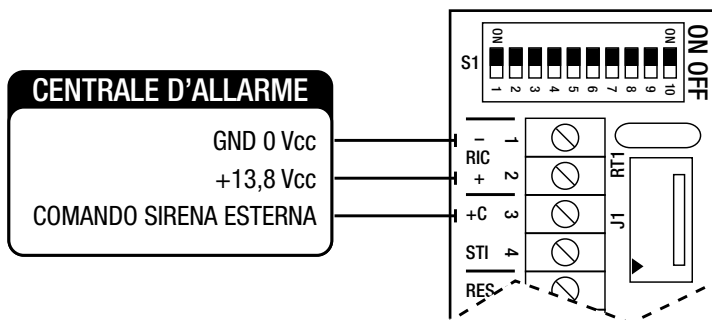 CENTRALE D'ALLARME
GND 0 Vcc
+13,8 Vcc
COMANDO SIRENA ESTERNA
S1
ON
ON
1 2 3 4 5 6 7 8 9 10
ON OFF
– 1
RIC
+ 2
+C 3
STI 4
RES
RT1
J1